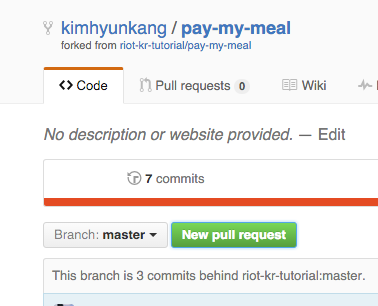 kimhyunkang / pay-my-meal
forked from riot-kr-tutorial/pay-my-meal
Code Pull requests 0 Wiki
No description or website provided. — Edit
7 commits
Branch: master New pull request
This branch is 3 commits behind riot-kr-tutorial:master.